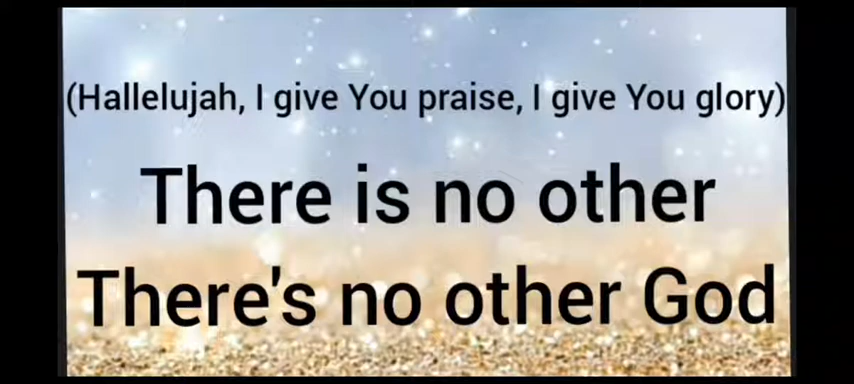 (Hallelujah, I give You praise, I give You glory)
There is no other
There's no other God